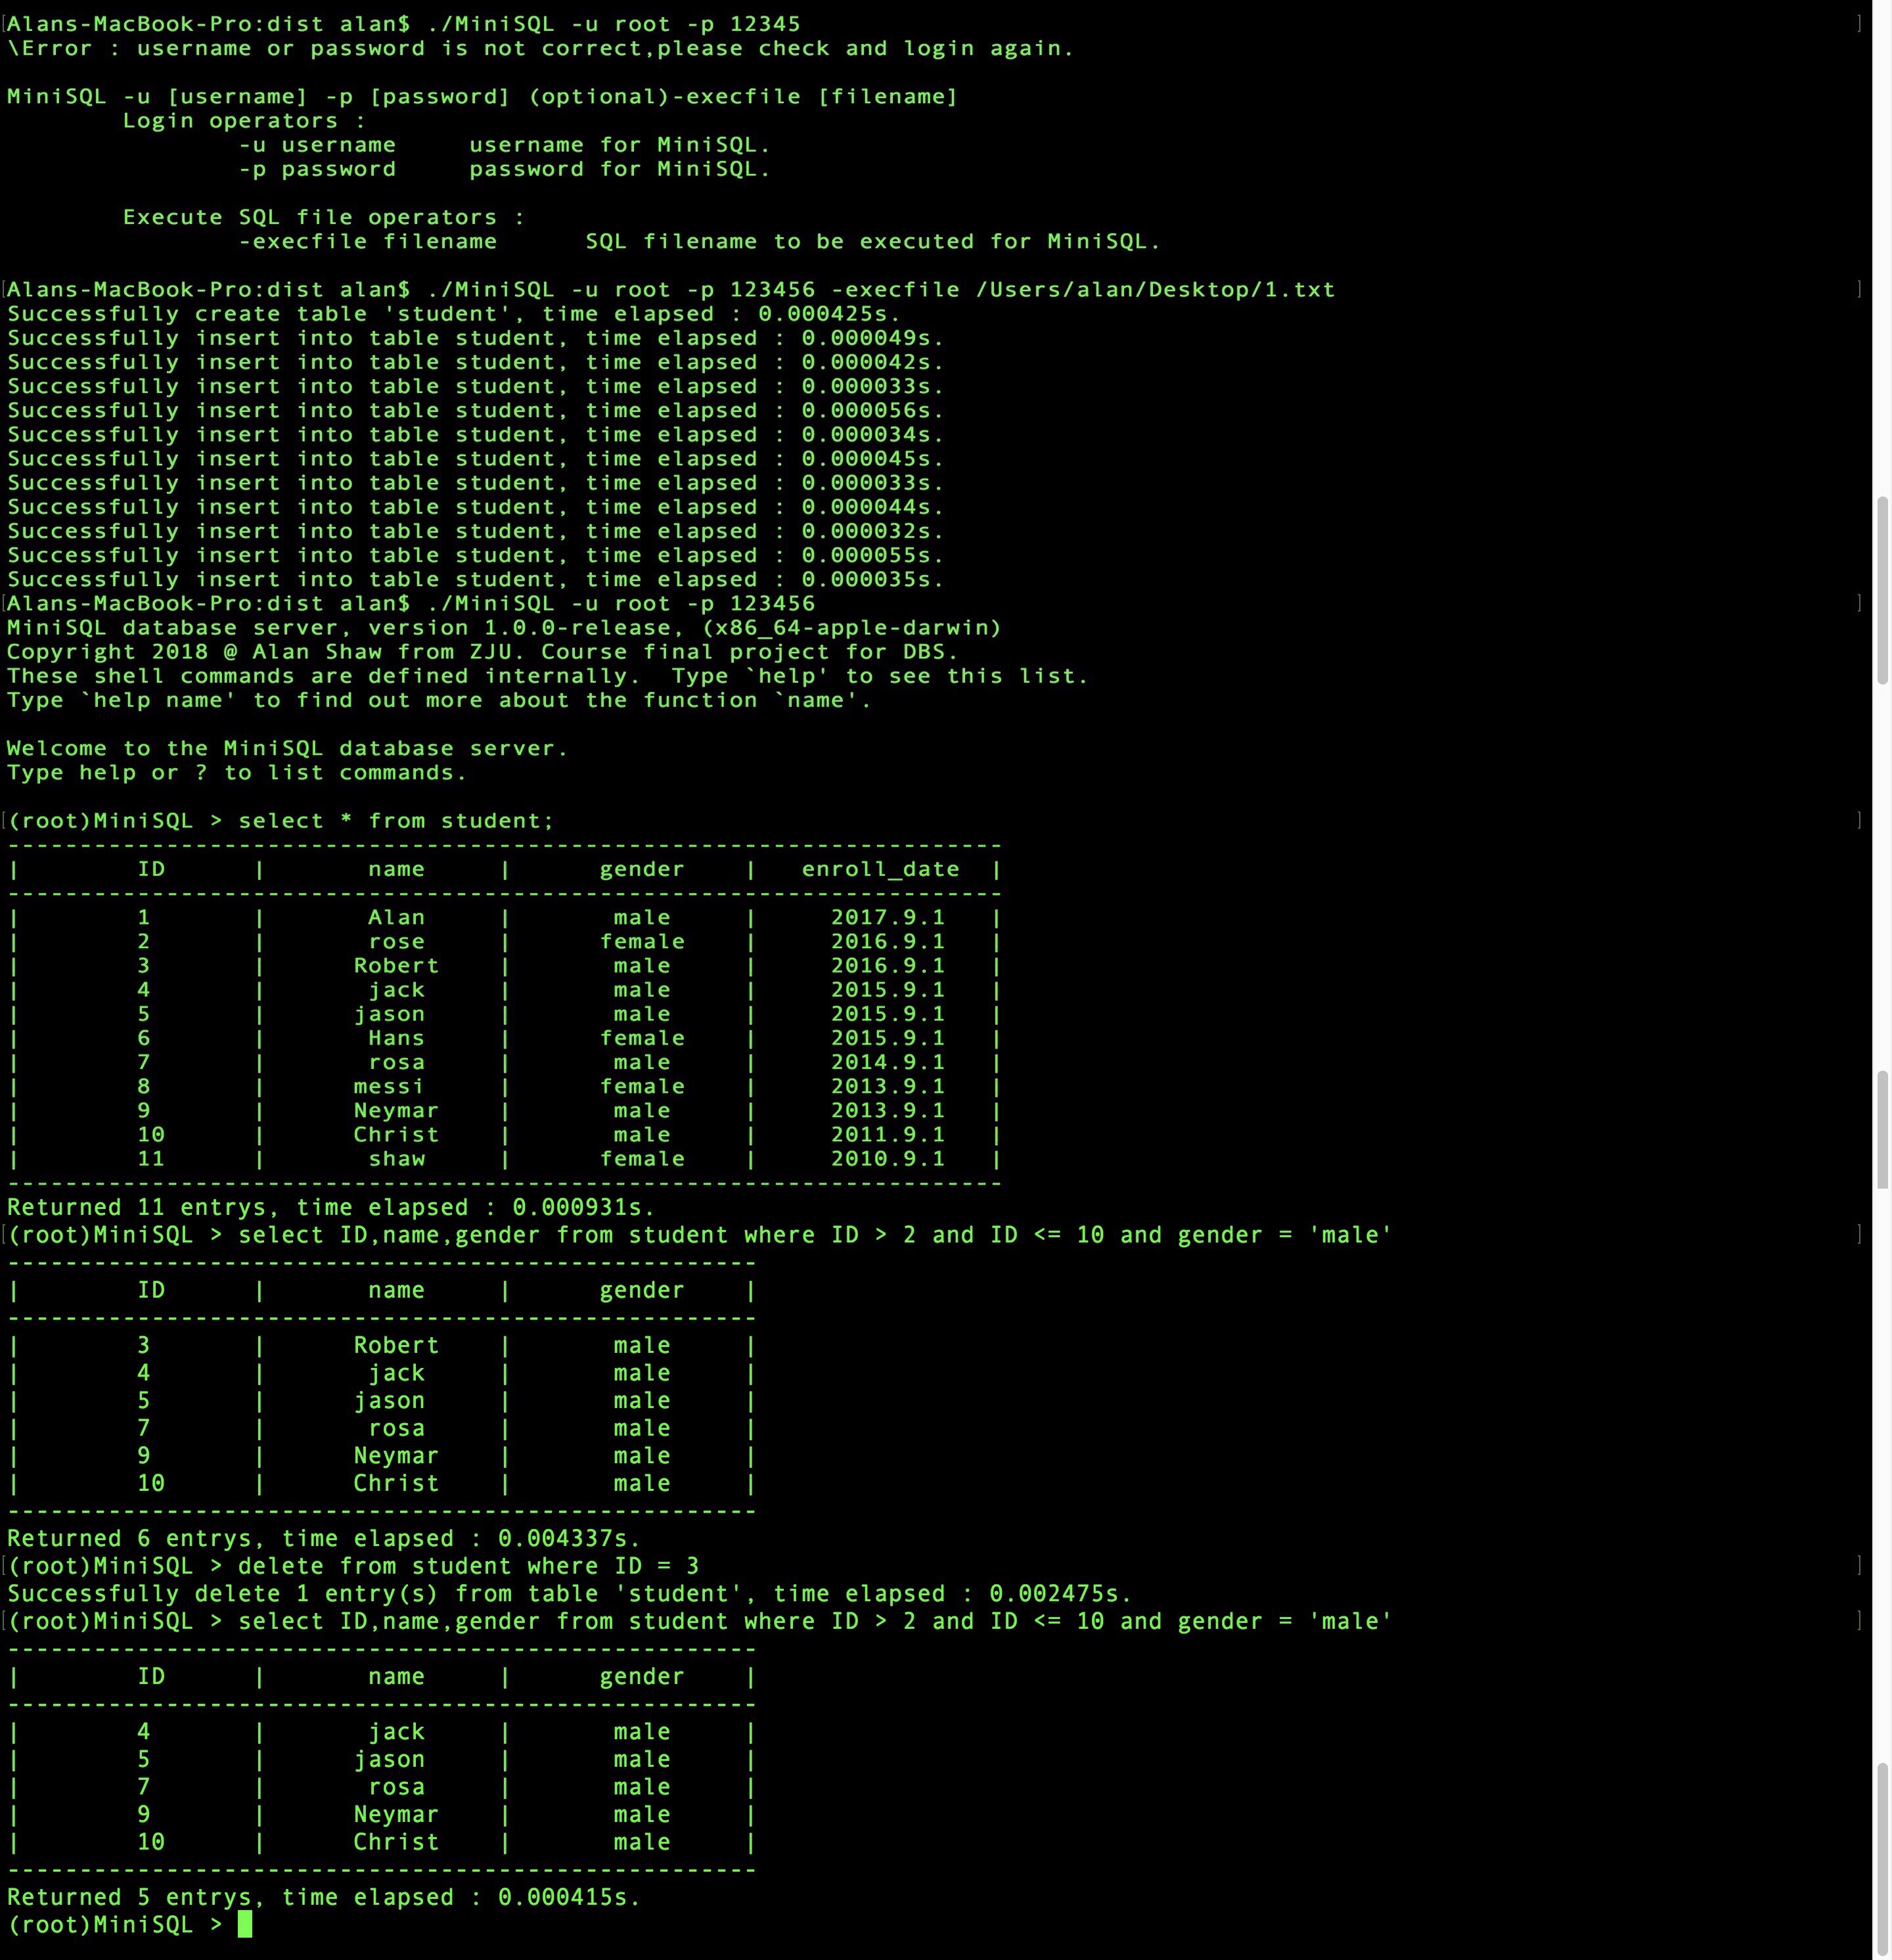 [Alans-MacBook-Pro:dist alan$ ./MiniSQL -u root -p 12345 ]
\Error : username or password is not correct,please check and login again.

MiniSQL -u [username] -p [password] (optional)-execfile [filename]
        Login operators :
                -u username     username for MiniSQL.
                -p password     password for MiniSQL.

        Execute SQL file operators :
                -execfile filename      SQL filename to be executed for MiniSQL.

[Alans-MacBook-Pro:dist alan$ ./MiniSQL -u root -p 123456 -execfile /Users/alan/Desktop/1.txt ]
Successfully create table 'student', time elapsed : 0.000425s.
Successfully insert into table student, time elapsed : 0.000049s.
Successfully insert into table student, time elapsed : 0.000042s.
Successfully insert into table student, time elapsed : 0.000033s.
Successfully insert into table student, time elapsed : 0.000056s.
Successfully insert into table student, time elapsed : 0.000034s.
Successfully insert into table student, time elapsed : 0.000045s.
Successfully insert into table student, time elapsed : 0.000033s.
Successfully insert into table student, time elapsed : 0.000044s.
Successfully insert into table student, time elapsed : 0.000032s.
Successfully insert into table student, time elapsed : 0.000055s.
Successfully insert into table student, time elapsed : 0.000035s.
[Alans-MacBook-Pro:dist alan$ ./MiniSQL -u root -p 123456 ]
MiniSQL database server, version 1.0.0-release, (x86_64-apple-darwin)
Copyright 2018 @ Alan Shaw from ZJU. Course final project for DBS.
These shell commands are defined internally.  Type `help' to see this list.
Type `help name' to find out more about the function `name'.

Welcome to the MiniSQL database server.
Type help or ? to list commands.

[(root)MiniSQL > select * from student; ]
---------------------------------------------------------------------
|        ID       |       name     |      gender    |   enroll_date  |
---------------------------------------------------------------------
|        1        |       Alan     |       male     |     2017.9.1   |
|        2        |       rose     |      female    |     2016.9.1   |
|        3        |      Robert    |       male     |     2016.9.1   |
|        4        |       jack     |       male     |     2015.9.1   |
|        5        |      jason     |       male     |     2015.9.1   |
|        6        |       Hans     |      female    |     2015.9.1   |
|        7        |       rosa     |       male     |     2014.9.1   |
|        8        |      messi     |      female    |     2013.9.1   |
|        9        |      Neymar    |       male     |     2013.9.1   |
|        10       |      Christ    |       male     |     2011.9.1   |
|        11       |       shaw     |      female    |     2010.9.1   |
---------------------------------------------------------------------
Returned 11 entrys, time elapsed : 0.000931s.
[(root)MiniSQL > select ID,name,gender from student where ID > 2 and ID <= 10 and gender = 'male' ]
----------------------------------------------------
|        ID       |       name     |      gender    |
----------------------------------------------------
|        3        |      Robert    |       male     |
|        4        |       jack     |       male     |
|        5        |      jason     |       male     |
|        7        |       rosa     |       male     |
|        9        |      Neymar    |       male     |
|        10       |      Christ    |       male     |
----------------------------------------------------
Returned 6 entrys, time elapsed : 0.004337s.
[(root)MiniSQL > delete from student where ID = 3 ]
Successfully delete 1 entry(s) from table 'student', time elapsed : 0.002475s.
[(root)MiniSQL > select ID,name,gender from student where ID > 2 and ID <= 10 and gender = 'male' ]
----------------------------------------------------
|        ID       |       name     |      gender    |
----------------------------------------------------
|        4        |       jack     |       male     |
|        5        |      jason     |       male     |
|        7        |       rosa     |       male     |
|        9        |      Neymar    |       male     |
|        10       |      Christ    |       male     |
----------------------------------------------------
Returned 5 entrys, time elapsed : 0.000415s.
(root)MiniSQL >